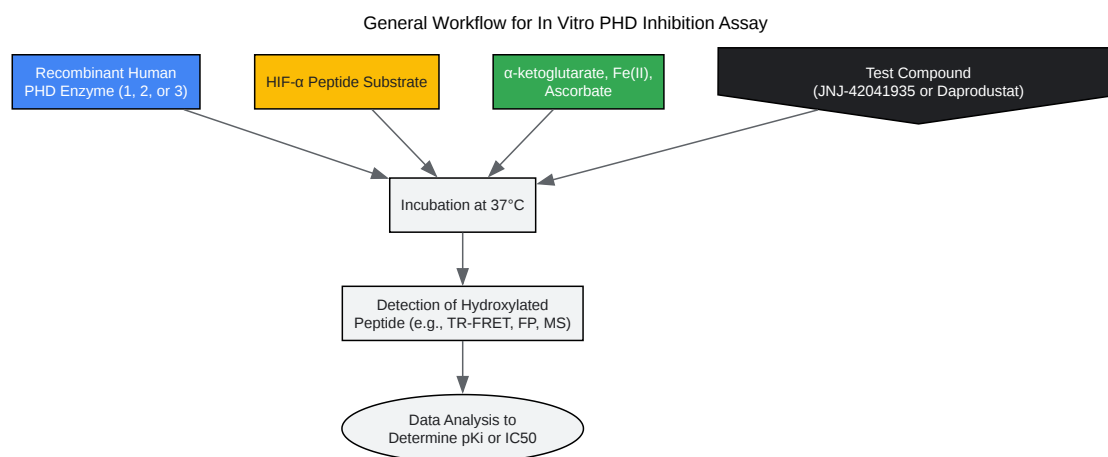 General Workflow for In Vitro PHD Inhibition Assay
Recombinant Human
PHD Enzyme (1, 2, or 3)
HIF-α Peptide Substrate
α-ketoglutarate, Fe(II),
Ascorbate
Test Compound
(JNJ-42041935 or Daprodustat)
Incubation at 37°C
Detection of Hydroxylated
Peptide (e.g., TR-FRET, FP, MS)
Data Analysis to
Determine pKi or IC50